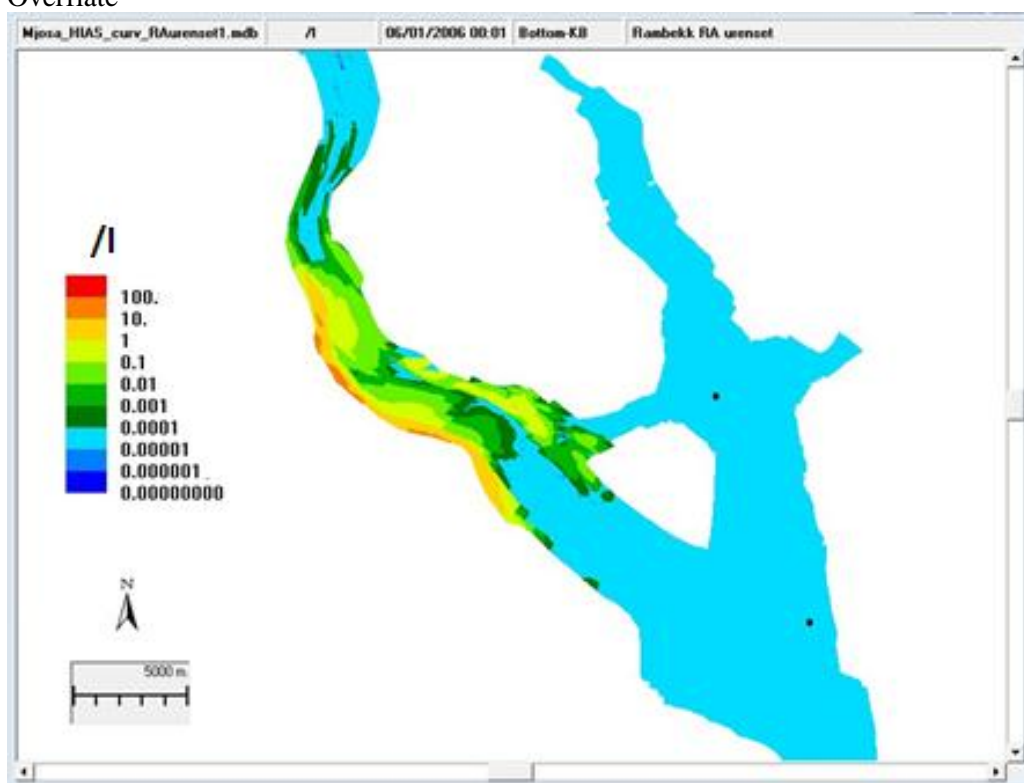 Overflate
Mjosa_HIAS_curv_RAurenset1.mdb /l 06/01/2006 00:01 Bottom-KB Rambekk RA urenset
/l
100.
10.
1
0.1
0.01
0.001
0.0001
0.00001
0.000001
0.00000000
N
5000 m.